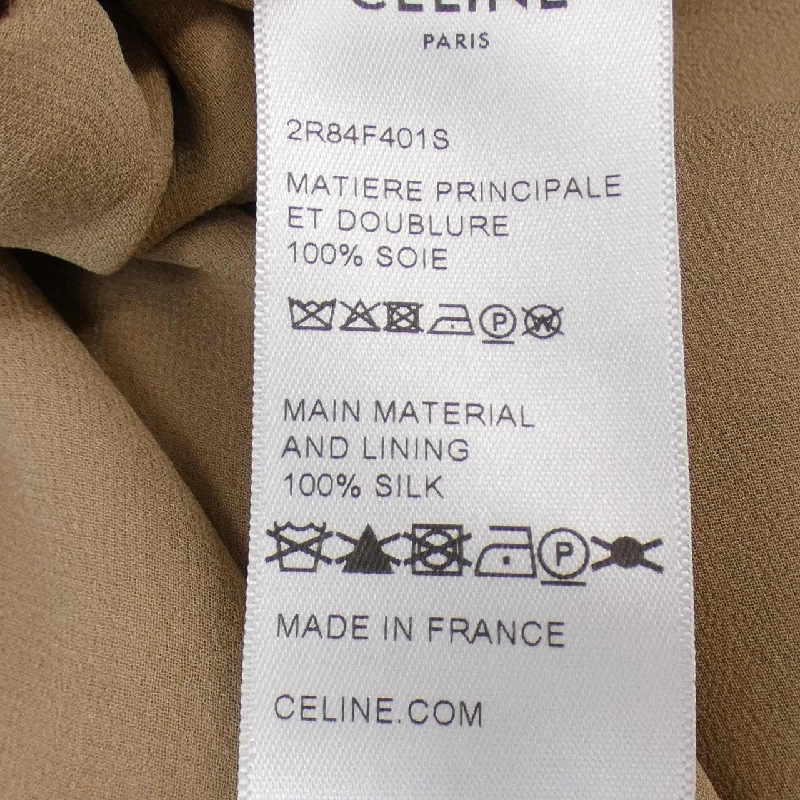 CELINE
PARIS
2R84F401S
MATIERE PRINCIPALE
ET DOUBLURE
100% SOIE
P W
MAIN MATERIAL
AND LINING
100% SILK
P
MADE IN FRANCE
CELINE.COM